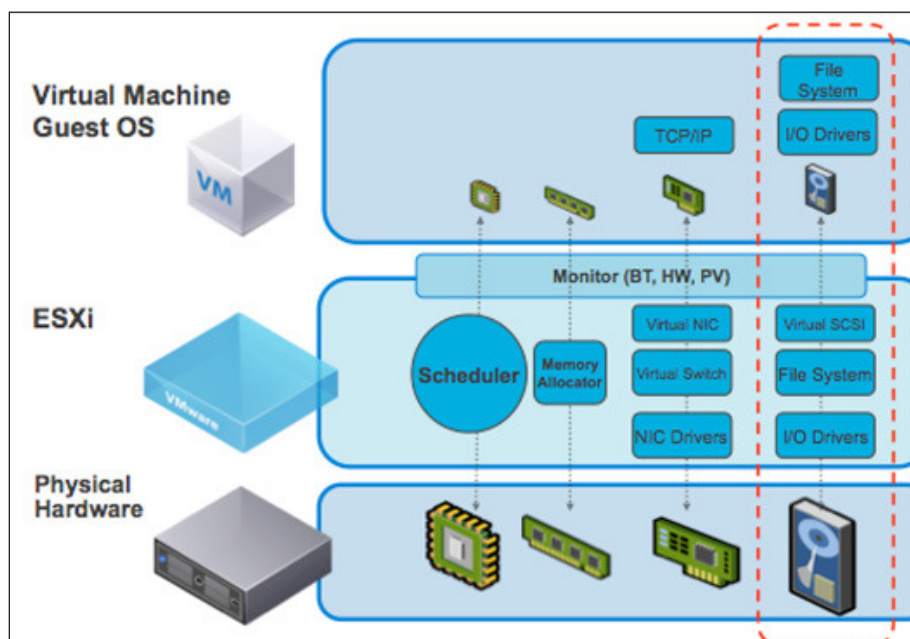 Virtual Machine
Guest OS
VM
File
System
TCP/IP
I/O Drivers
ESXi
VMware
Monitor (BT, HW, PV)
Scheduler
Memory
Allocator
Virtual NIC
Virtual Switch
NIC Drivers
Virtual SCSI
File System
I/O Drivers
Physical
Hardware